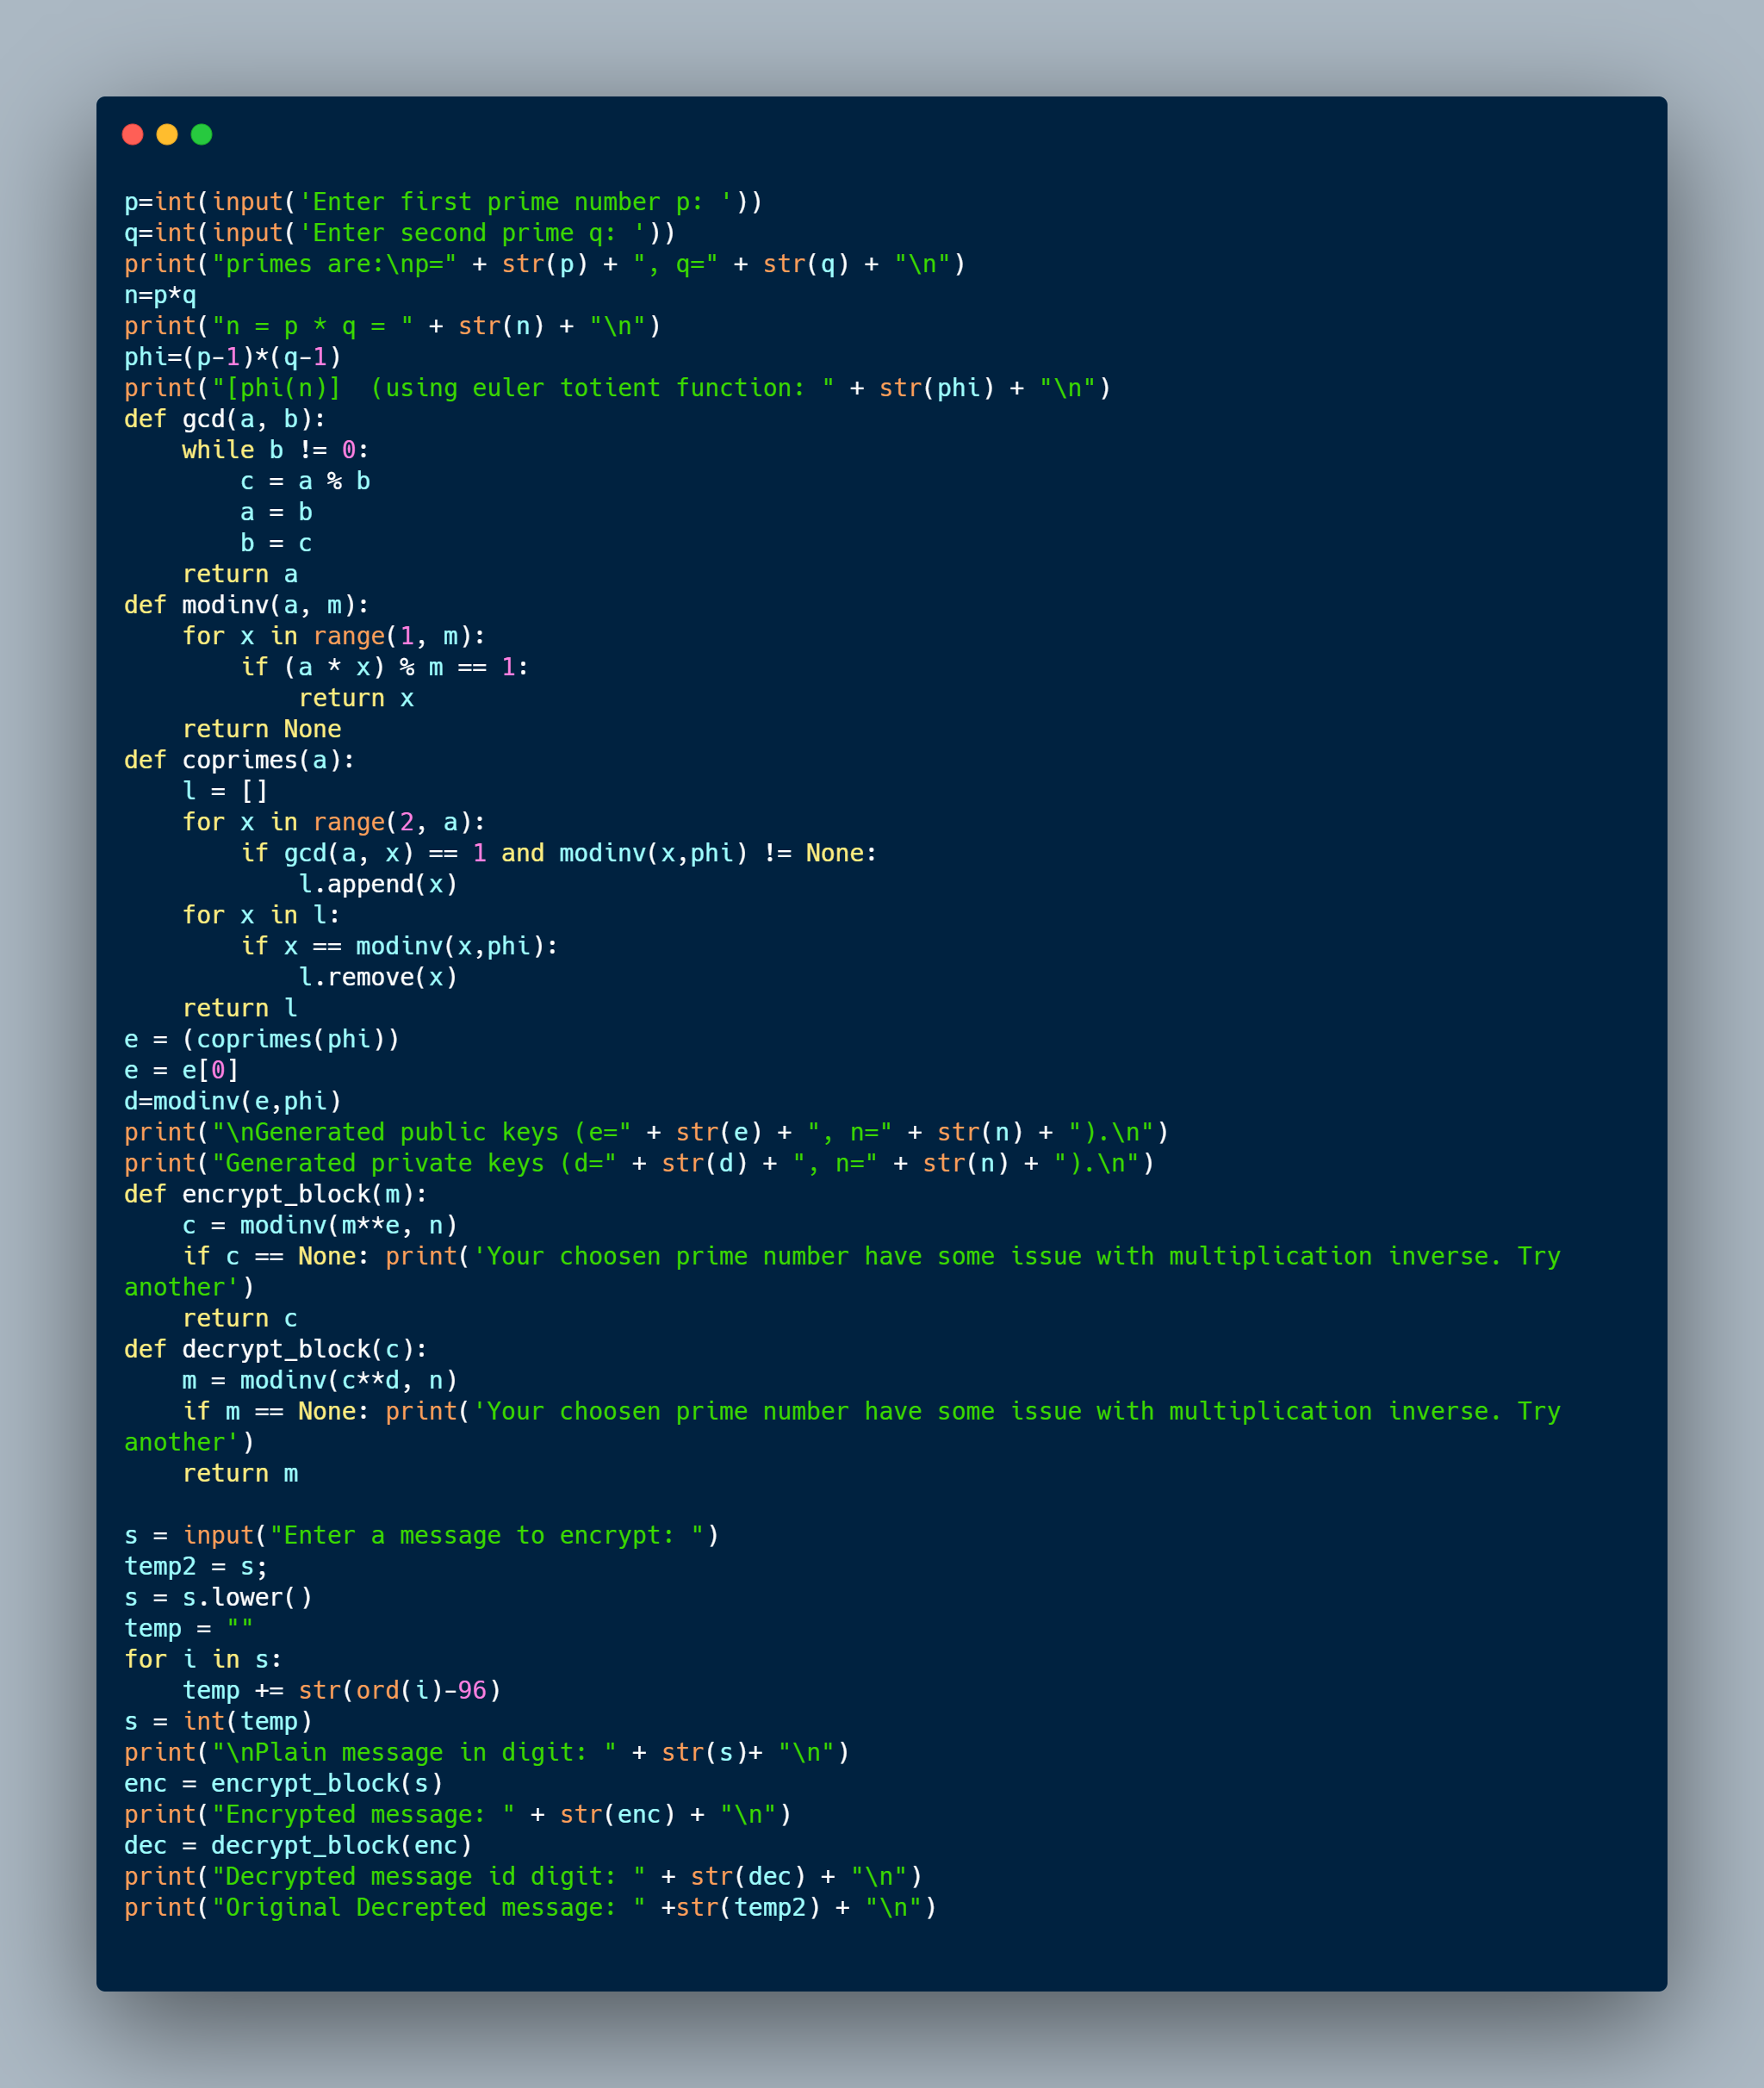 p=int(input('Enter first prime number p: '))
q=int(input('Enter second prime q: '))
print("primes are:\np=" + str(p) + ", q=" + str(q) + "\n")
n=p*q
print("n = p * q = " + str(n) + "\n")
phi=(p-1)*(q-1)
print("[phi(n)]  (using euler totient function: " + str(phi) + "\n")
def gcd(a, b):
    while b != 0:
        c = a % b
        a = b
        b = c
    return a
def modinv(a, m):
    for x in range(1, m):
        if (a * x) % m == 1:
            return x
    return None
def coprimes(a):
    l = []
    for x in range(2, a):
        if gcd(a, x) == 1 and modinv(x,phi) != None:
            l.append(x)
    for x in l:
        if x == modinv(x,phi):
            l.remove(x)
    return l
e = (coprimes(phi))
e = e[0]
d=modinv(e,phi)
print("\nGenerated public keys (e=" + str(e) + ", n=" + str(n) + ").\n")
print("Generated private keys (d=" + str(d) + ", n=" + str(n) + ").\n")
def encrypt_block(m):
    c = modinv(m**e, n)
    if c == None: print('Your choosen prime number have some issue with multiplication inverse. Try
another')
    return c
def decrypt_block(c):
    m = modinv(c**d, n)
    if m == None: print('Your choosen prime number have some issue with multiplication inverse. Try
another')
    return m

s = input("Enter a message to encrypt: ")
temp2 = s;
s = s.lower()
temp = ""
for i in s:
    temp += str(ord(i)-96)
s = int(temp)
print("\nPlain message in digit: " + str(s)+ "\n")
enc = encrypt_block(s)
print("Encrypted message: " + str(enc) + "\n")
dec = decrypt_block(enc)
print("Decrypted message id digit: " + str(dec) + "\n")
print("Original Decrepted message: " +str(temp2) + "\n")